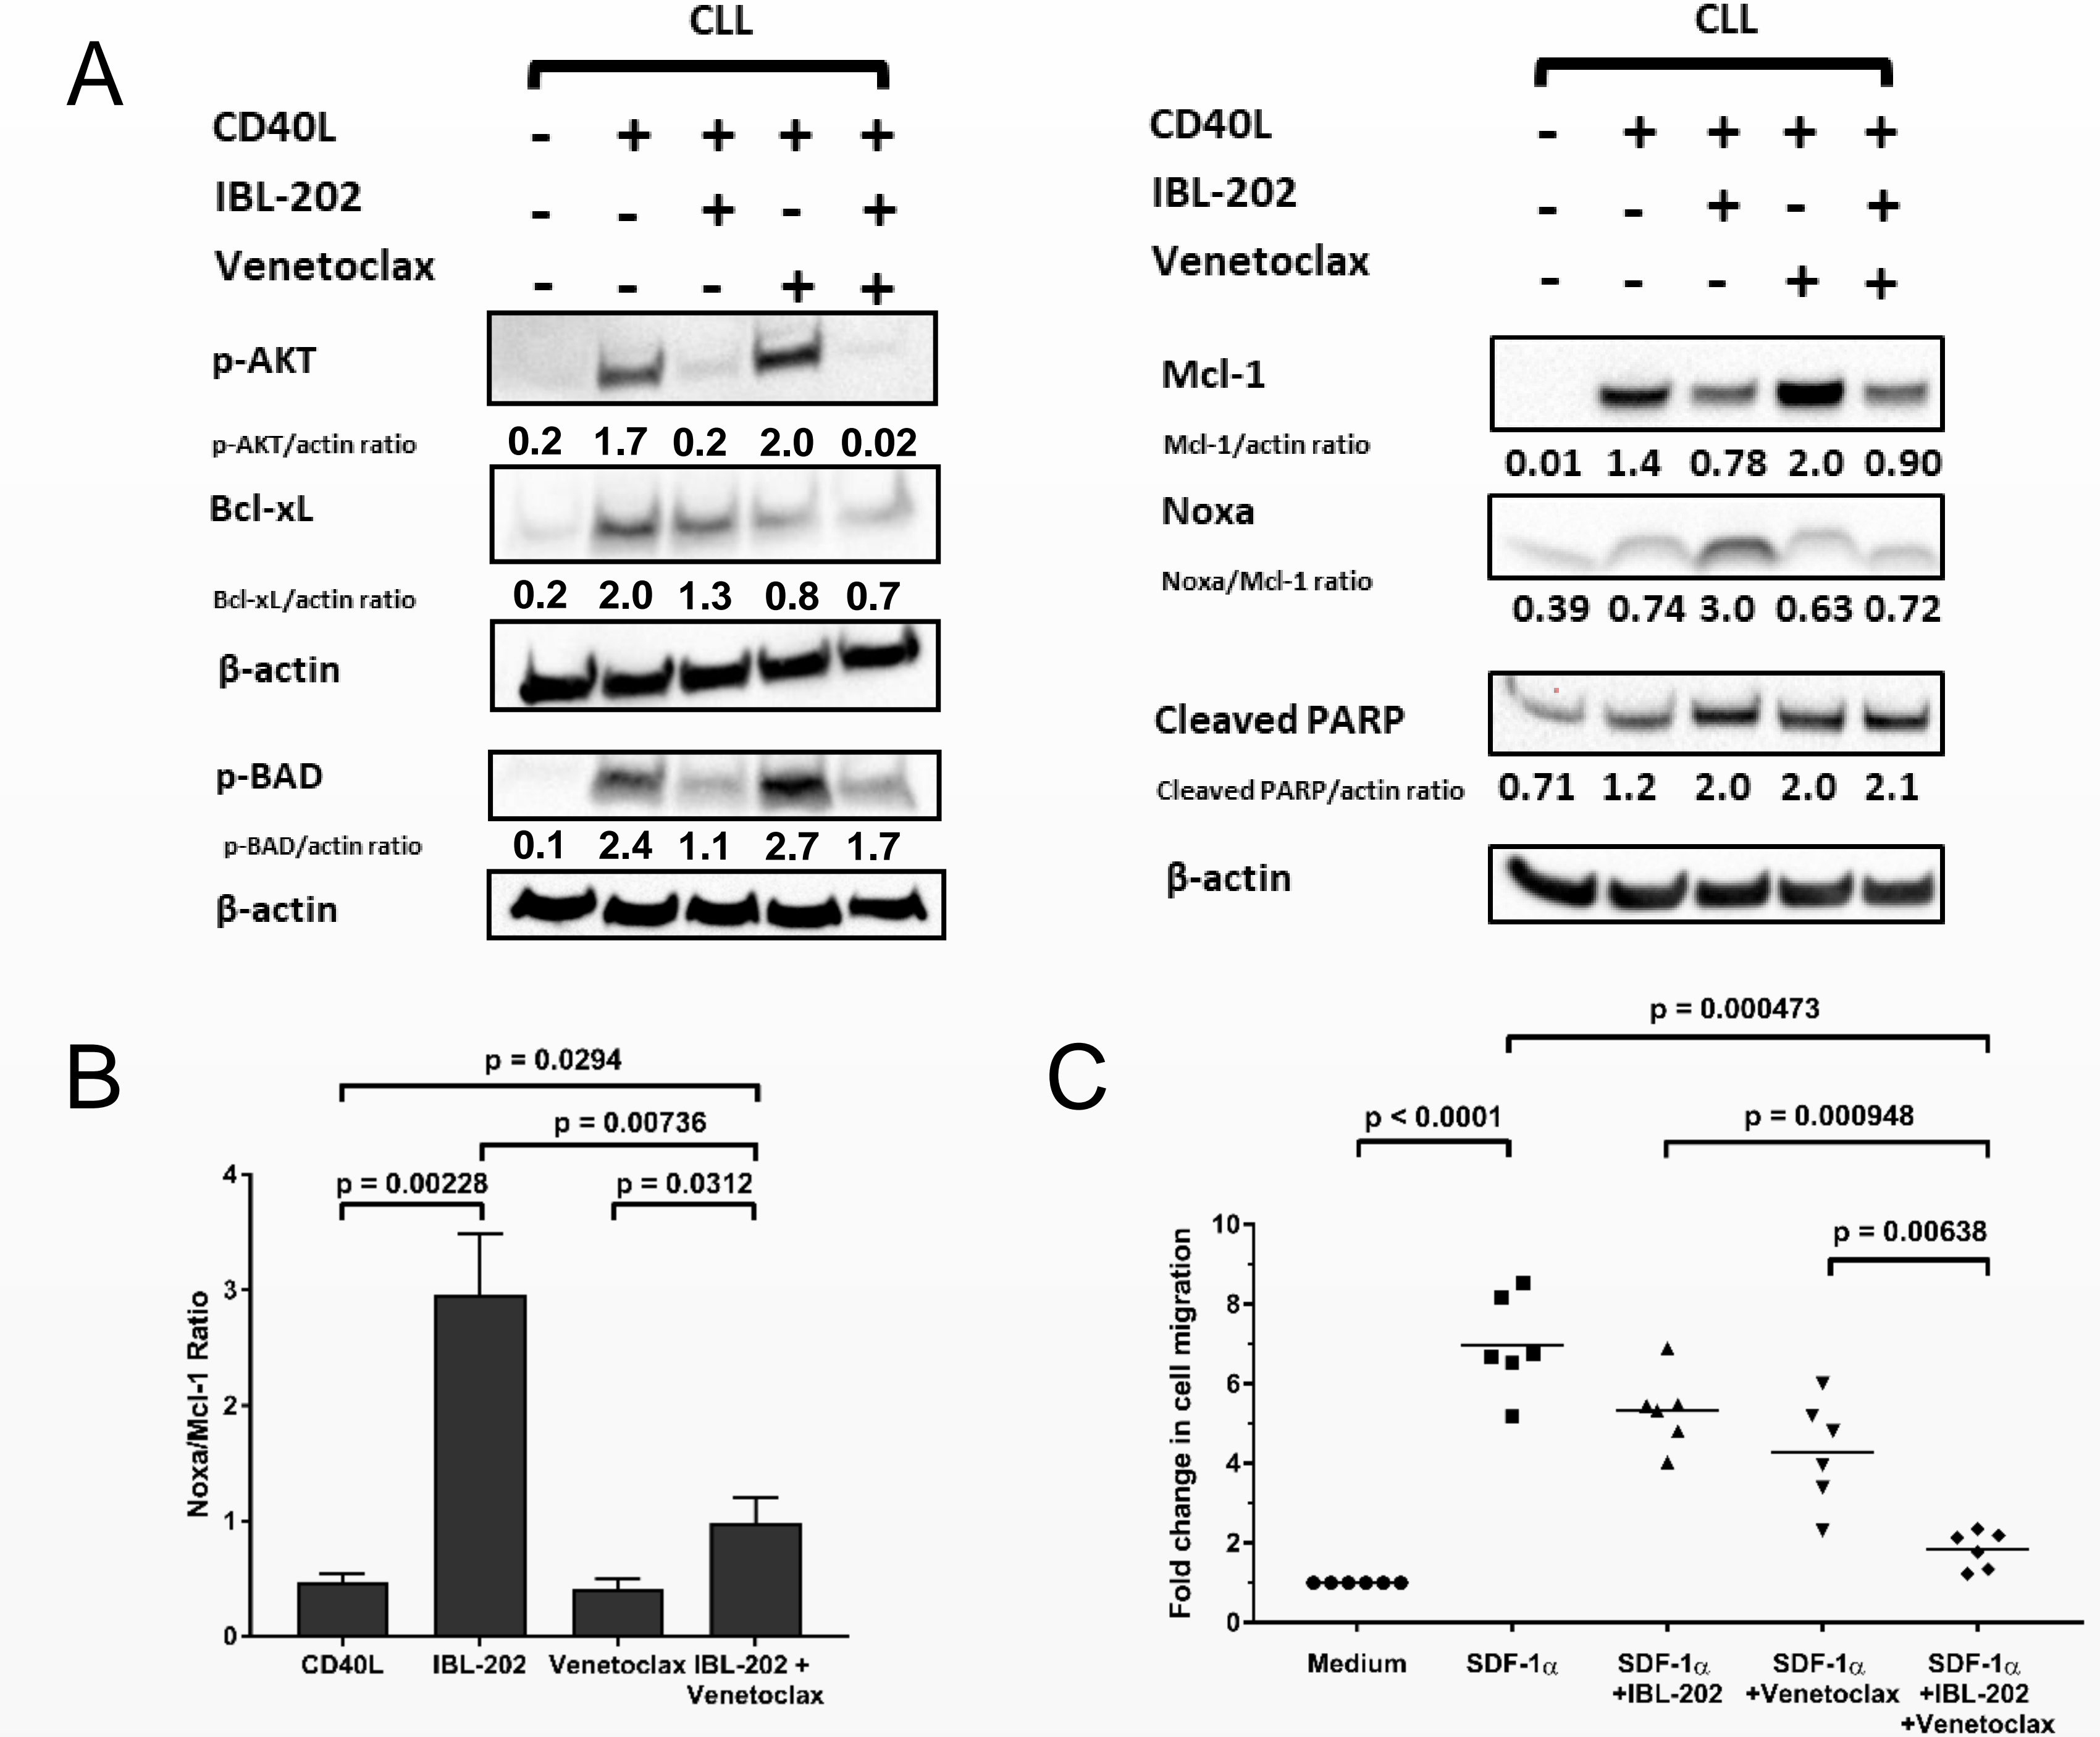 A
CLL
CD40L - + + + +
IBL-202 - - + - +
Venetoclax - - - + +
p-AKT
p-AKT/actin ratio 0.2 1.7 0.2 2.0 0.02
Bcl-xL
Bcl-xL/actin ratio 0.2 2.0 1.3 0.8 0.7
β-actin
p-BAD
p-BAD/actin ratio 0.1 2.4 1.1 2.7 1.7
β-actin
CLL
CD40L - + + + +
IBL-202 - - + - +
Venetoclax - - - + +
Mcl-1
Mcl-1/actin ratio 0.01 1.4 0.78 2.0 0.90
Noxa
Noxa/Mcl-1 ratio 0.39 0.74 3.0 0.63 0.72
Cleaved PARP
Cleaved PARP/actin ratio 0.71 1.2 2.0 2.0 2.1
β-actin
B
p = 0.0294
p = 0.00736
p = 0.00228 p = 0.0312
Noxa/Mcl-1 Ratio
4
3
2
1
0
CD40L IBL-202 Venetoclax IBL-202 +
Venetoclax
C
p = 0.000473
p < 0.0001 p = 0.000948
p = 0.00638
Fold change in cell migration
10
8
6
4
2
0
Medium SDF-1α SDF-1α SDF-1α SDF-1α
+IBL-202 +Venetoclax +IBL-202
+Venetoclax